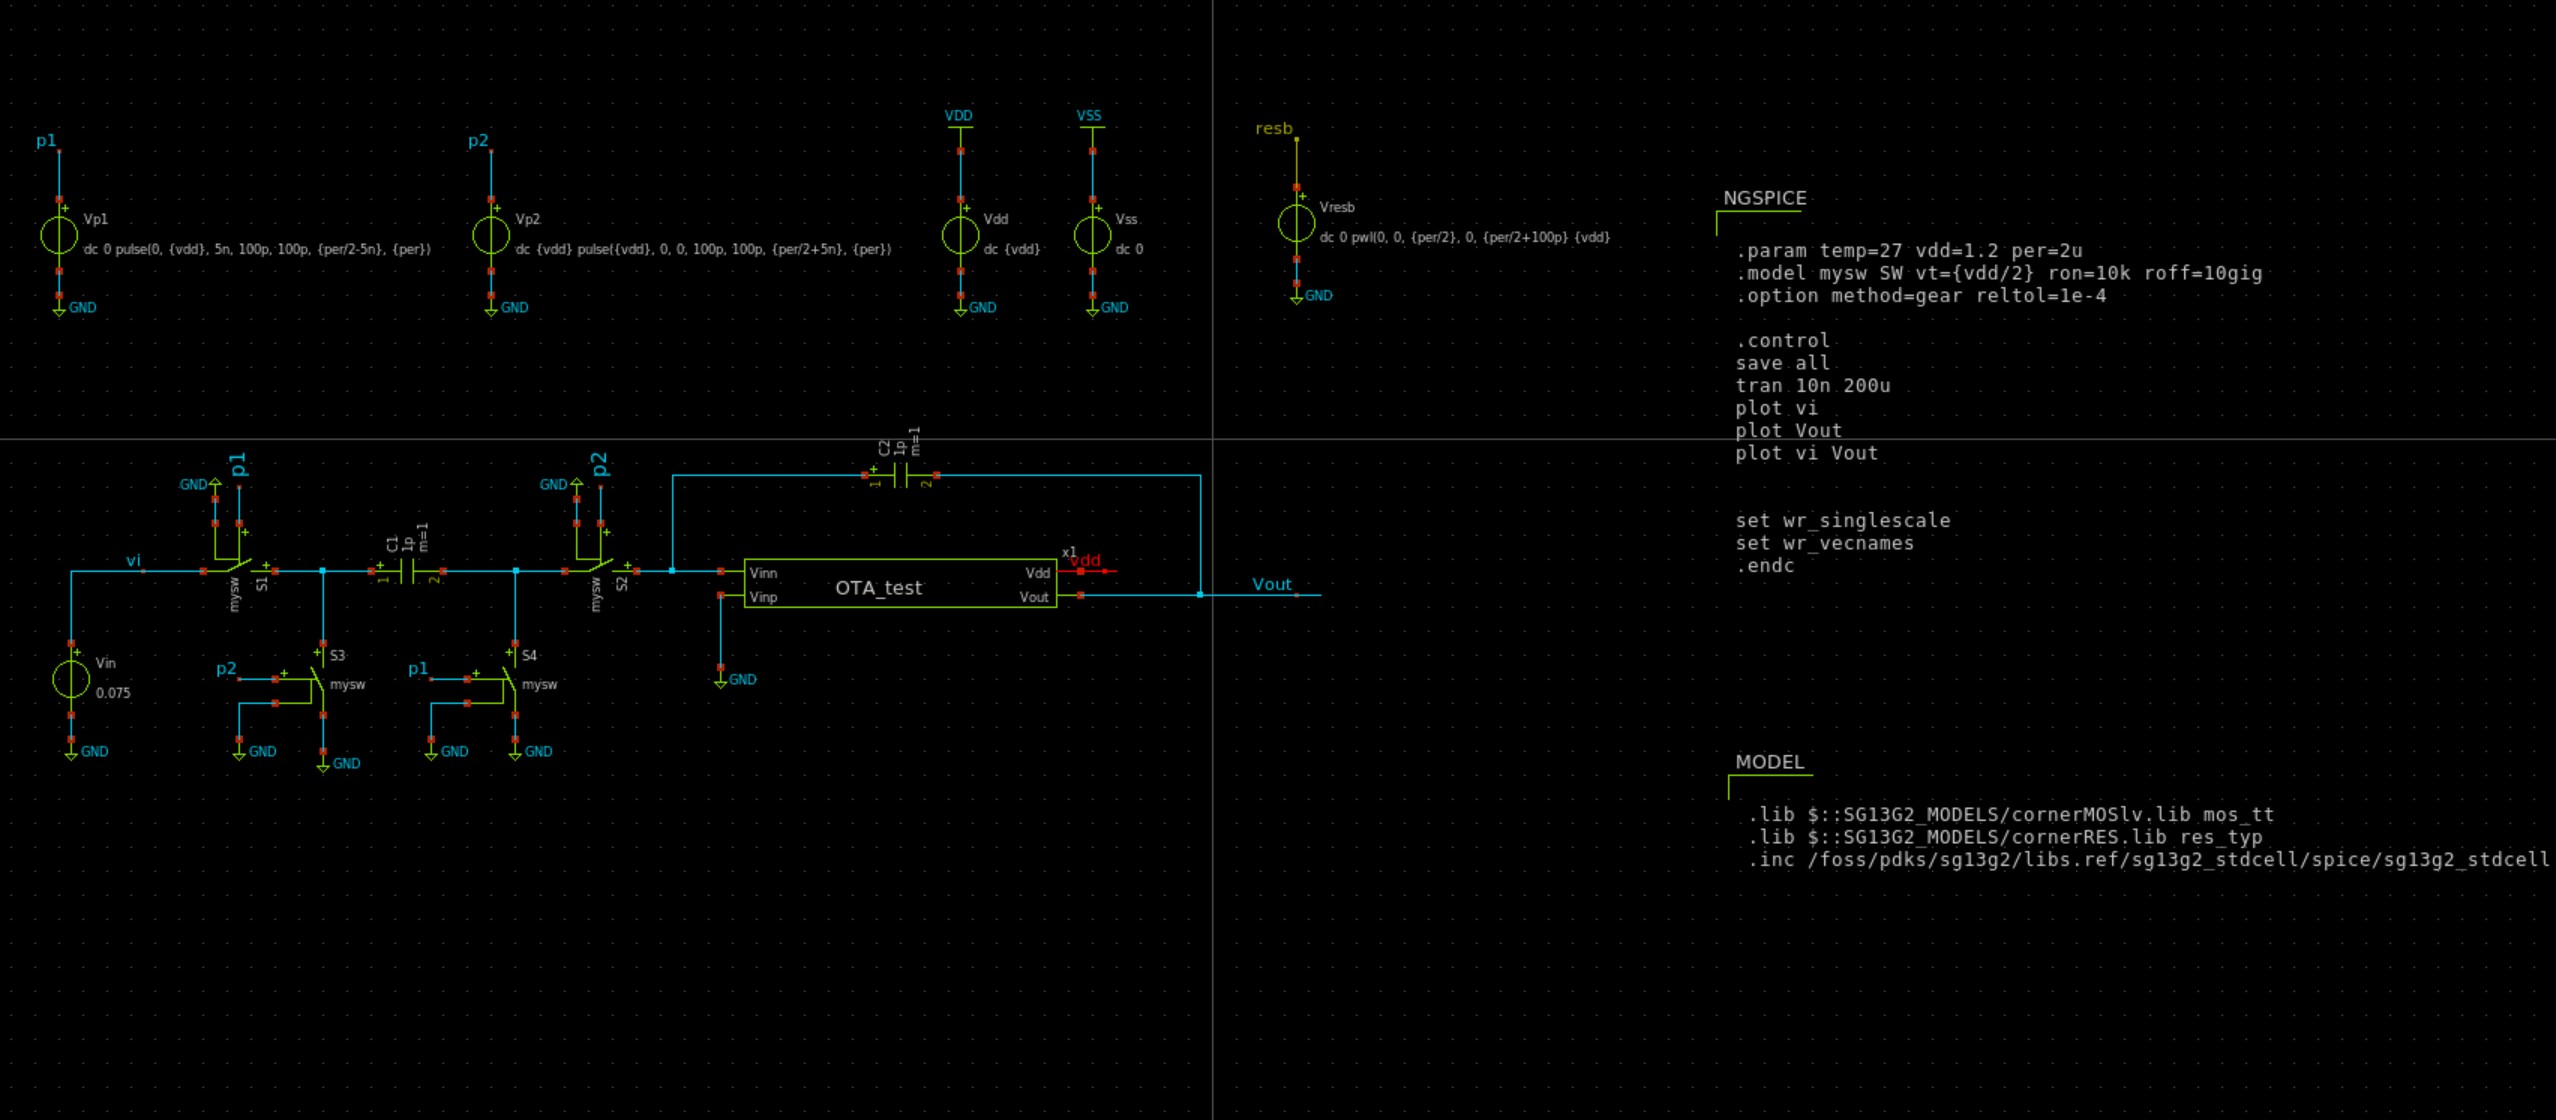 VDD
VSS
resb
p1
p2
Vp1
dc 0 pulse(0, {vdd}, 5n, 100p, 100p, {per/2-5n}, {per})
GND
Vp2
dc {vdd} pulse({vdd}, 0, 0, 100p, 100p, {per/2+5n}, {per})
GND
Vdd
dc {vdd}
GND
Vss
dc 0
GND
Vresb
dc 0 pwl(0, 0, {per/2}, 0, {per/2+100p} {vdd}
GND
NGSPICE
.param temp=27 vdd=1.2 per=2u
.model mysw SW vt={vdd/2} ron=10k roff=10gig
.option method=gear reltol=1e-4
.control
save all
tran 10n 200u
plot vi
plot Vout
plot vi Vout
set wr_singlescale
set wr_vecnames
.endc
p1
GND
vi
mysw
S1
C1
1p
m=1
1
2
p2
GND
mysw
S2
C2
1p
m=1
1
2
x1
vdd
Vinn
Vdd
OTA_test
Vinp
Vout
Vout
GND
Vin
0.075
GND
p2
S3
mysw
GND
GND
p1
S4
mysw
GND
GND
MODEL
.lib $::SG13G2_MODELS/cornerMOSlv.lib mos_tt
.lib $::SG13G2_MODELS/cornerRES.lib res_typ
.inc /foss/pdks/sg13g2/libs.ref/sg13g2_stdcell/spice/sg13g2_stdcell